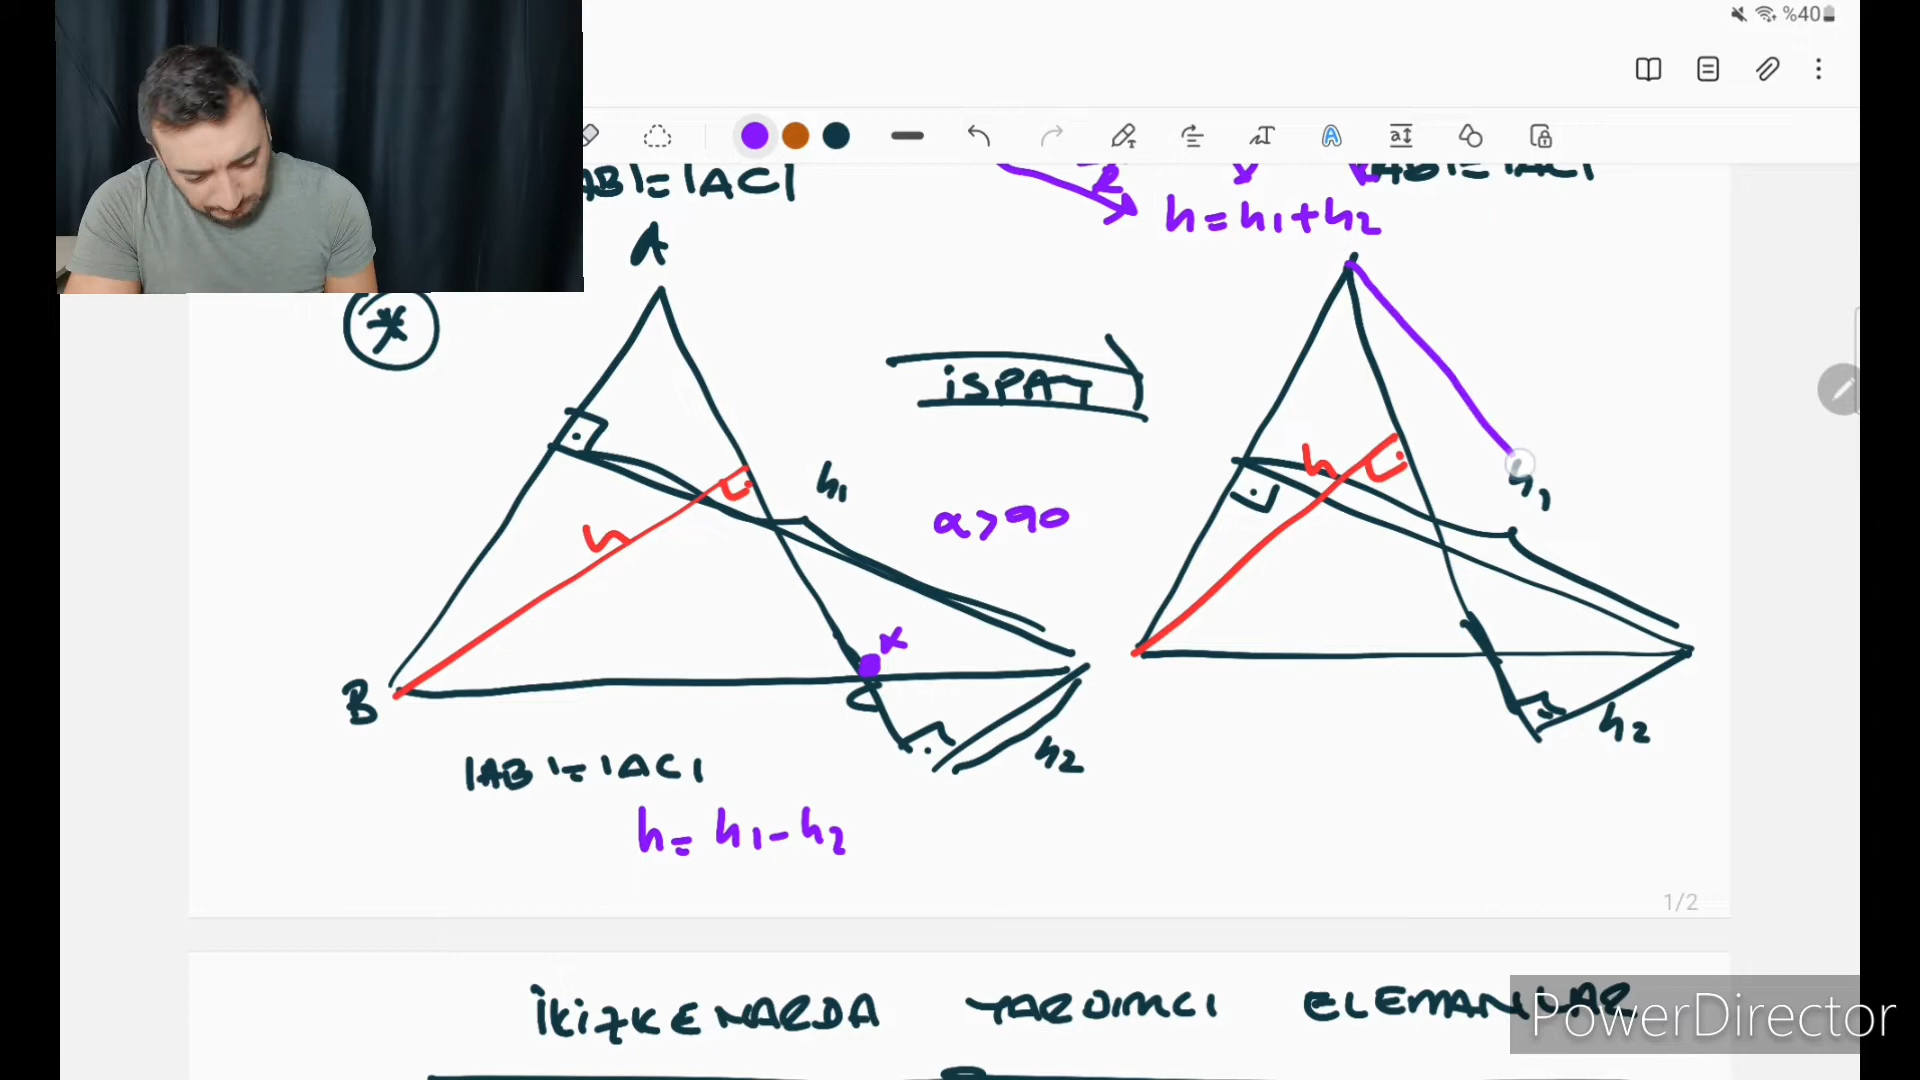 %40
|AC|
h=h1+h2
A
*
İSPAT
h
h1
h1
h
α>90
x
B
C
h2
h2
|AB|=|AC|
h=h1-h2
1/2
İKİZKENARDA YARDIMCI ELEMANLAR
PowerDirector